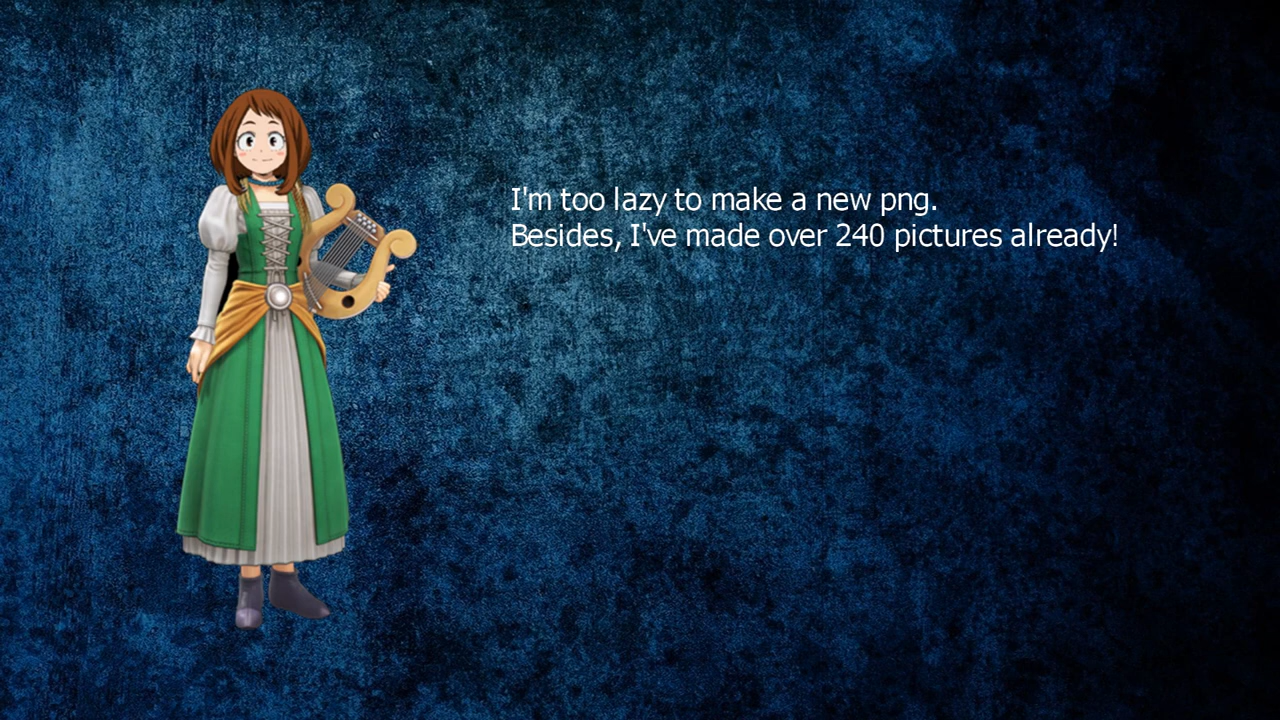 I'm too lazy to make a new png.
Besides, I've made over 240 pictures already!